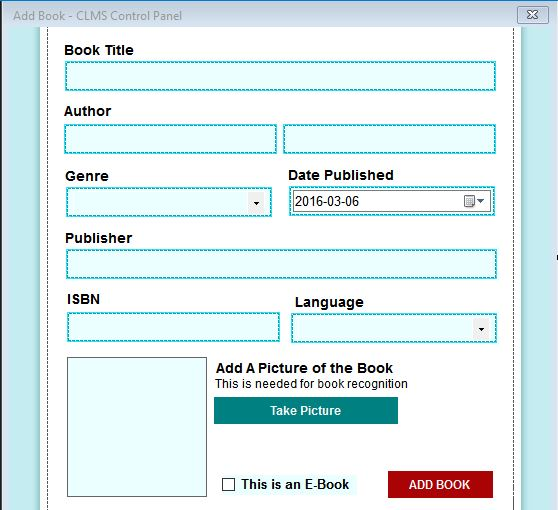 Add Book - CLMS Control Panel
Book Title
Author
Genre
Date Published
2016-03-06
Publisher
ISBN
Language
Add A Picture of the Book
This is needed for book recognition
Take Picture
This is an E-Book
ADD BOOK